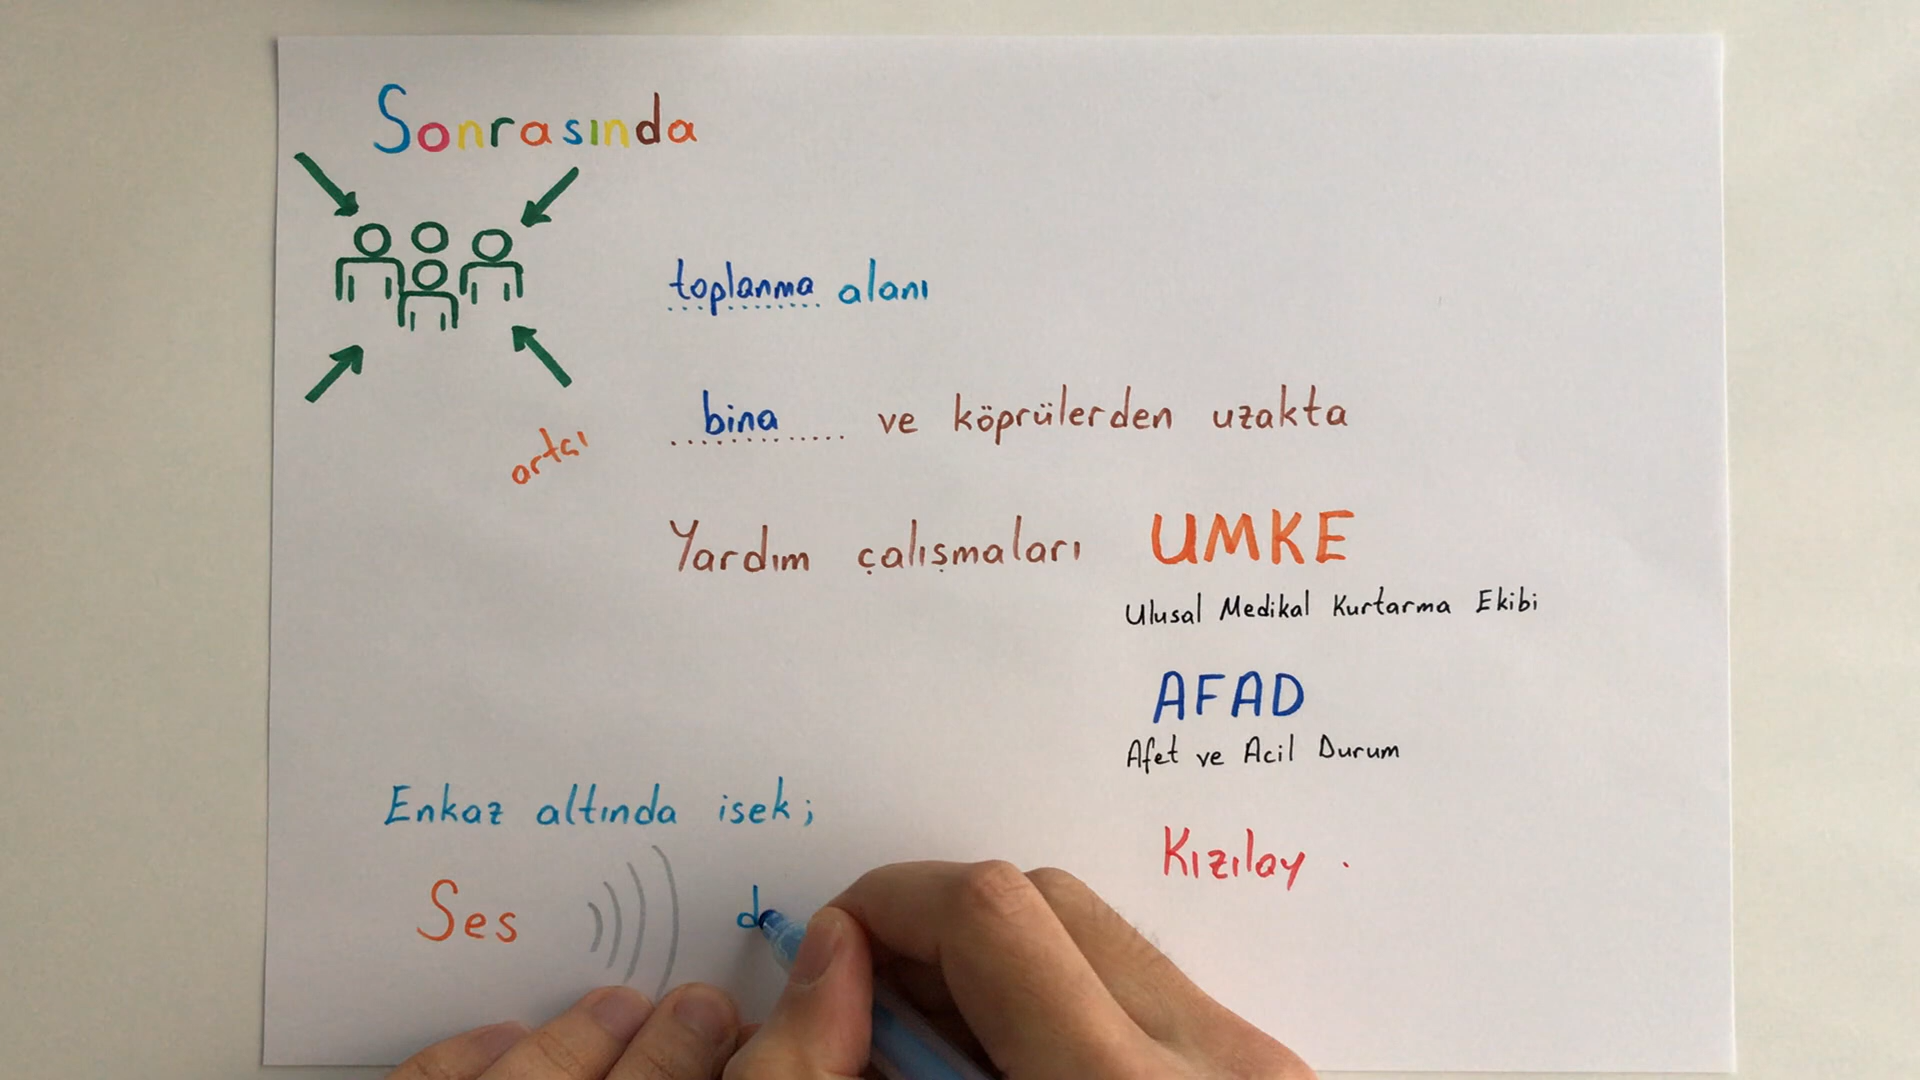 Sonrasında
toplanma alanı
bina ve köprülerden uzakta
artçı
Yardım çalışmaları UMKE
Ulusal Medikal Kurtarma Ekibi
AFAD
Afet ve Acil Durum
Kızılay
Enkaz altında isek;
Ses